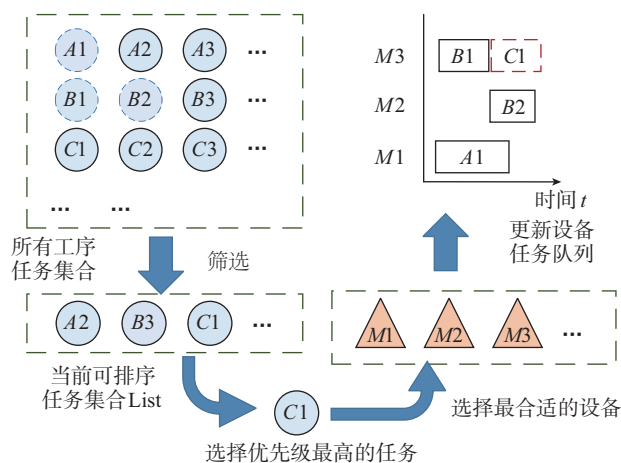 A1 A2 A3 ...
B1 B2 B3 ...
C1 C2 C3 ...
... ...
所有工序
任务集合
筛选
A2 B3 C1 ...
当前可排序
任务集合List
C1
选择优先级最高的任务
M1 M2 M3 ...
选择最合适的设备
更新设备
任务队列
M3 B1 C1
M2 B2
M1 A1
时间 t